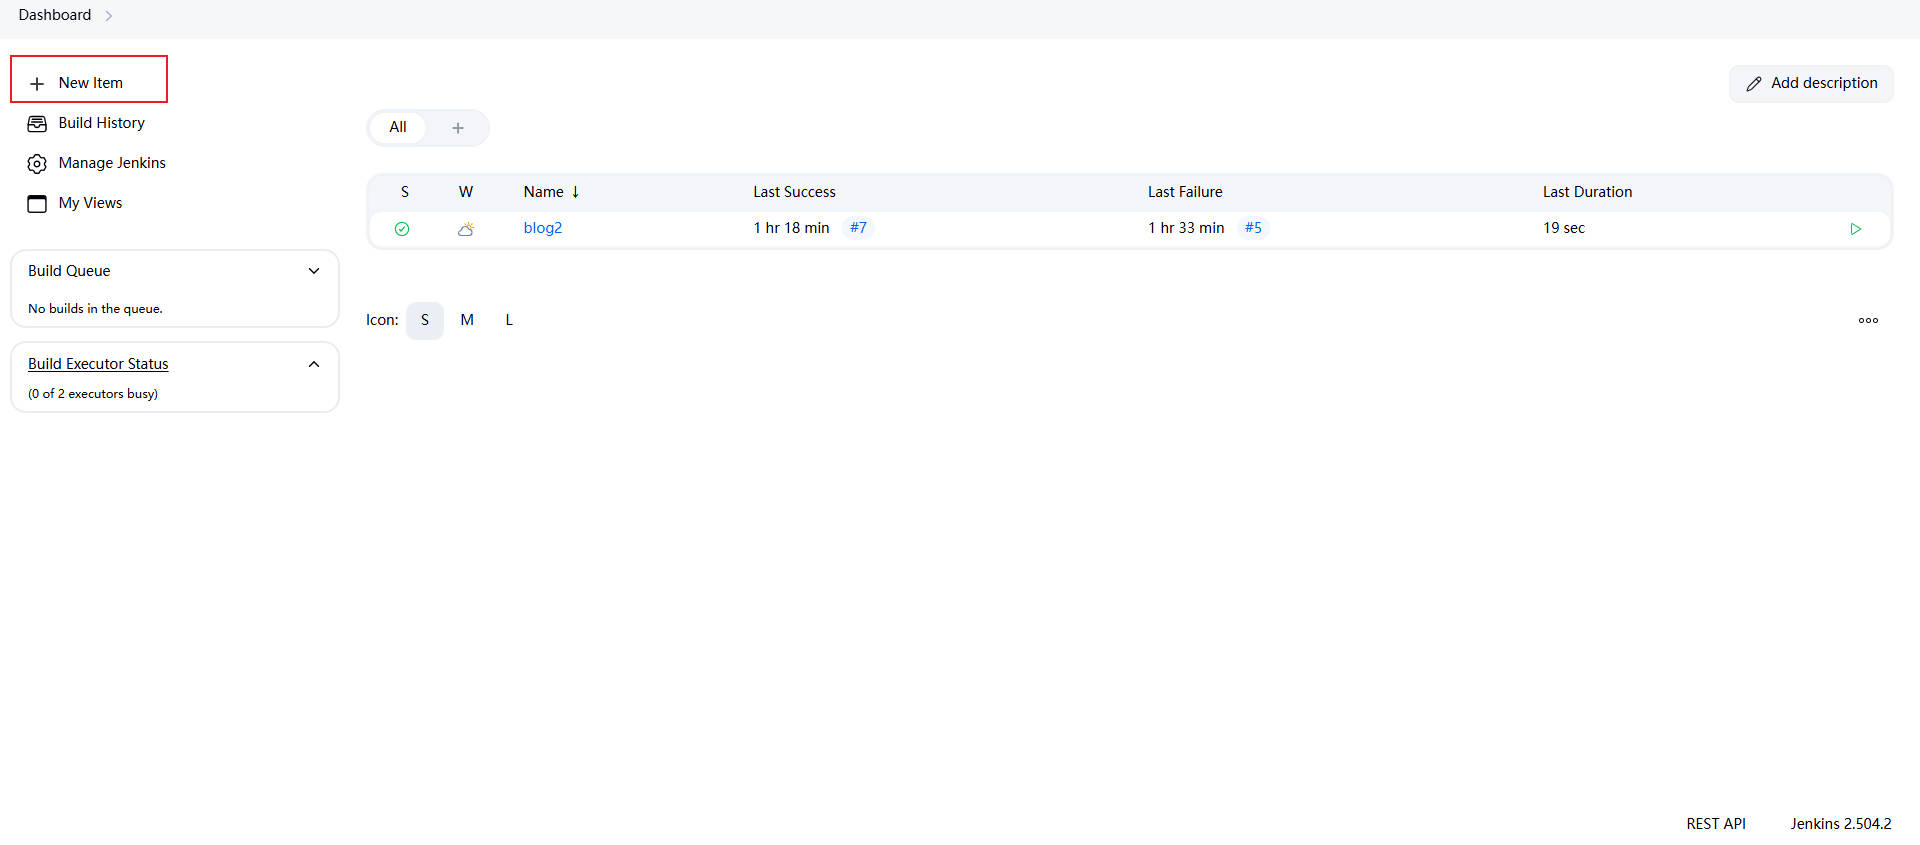 Dashboard
New Item
Add description
Build History
All
Manage Jenkins
My Views
S W Name ↓ Last Success Last Failure Last Duration
blog2 1 hr 18 min #7 1 hr 33 min #5 19 sec
Build Queue
No builds in the queue.
Icon: S M L
Build Executor Status
(0 of 2 executors busy)
REST API Jenkins 2.504.2